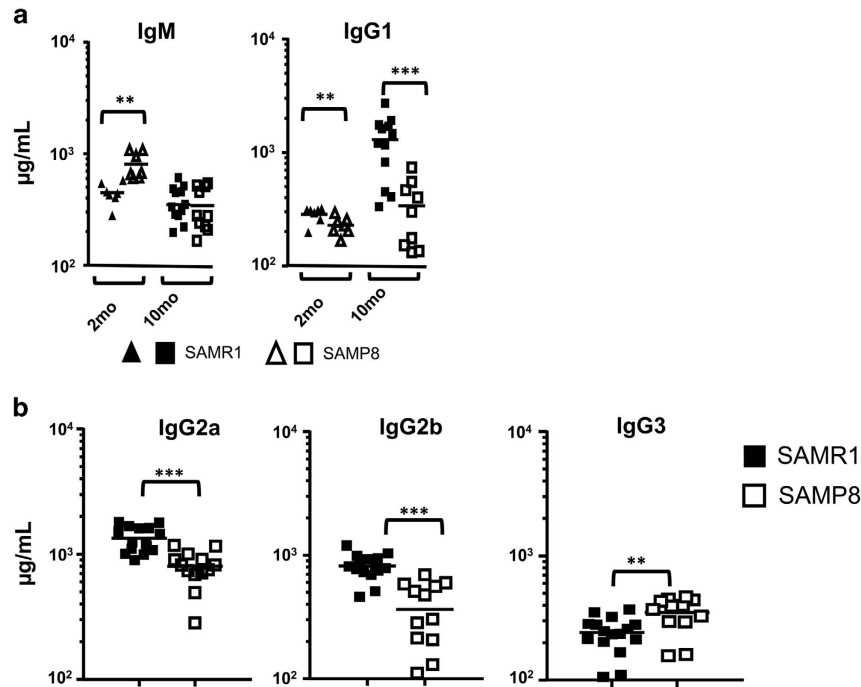 a
IgM
IgG1
10⁴
10³
10²
µg/mL
**
2mo
10mo
10⁴
10³
10²
**
***
2mo
10mo
SAMR1
SAMP8
b
IgG2a
IgG2b
IgG3
10⁴
10³
10²
µg/mL
***
10⁴
10³
10²
***
10⁴
10³
10²
**
SAMR1
SAMP8